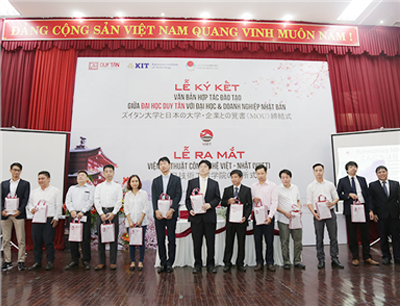 ĐẢNG CỘNG SẢN VIỆT NAM QUANG VINH MUÔN NĂM
DUY TÂN KIT
LỄ KÝ KẾT
VĂN BẢN HỢP TÁC ĐÀO TẠO
GIỮA ĐẠI HỌC DUY TÂN VỚI ĐẠI HỌC & DOANH NGHIỆP NHẬT BẢN
ズイタン大学と日本の大学・企業との覚書(MOU)締結式
LỄ RA MẮT
VIỆN THUẬT CÔNG NHẬT